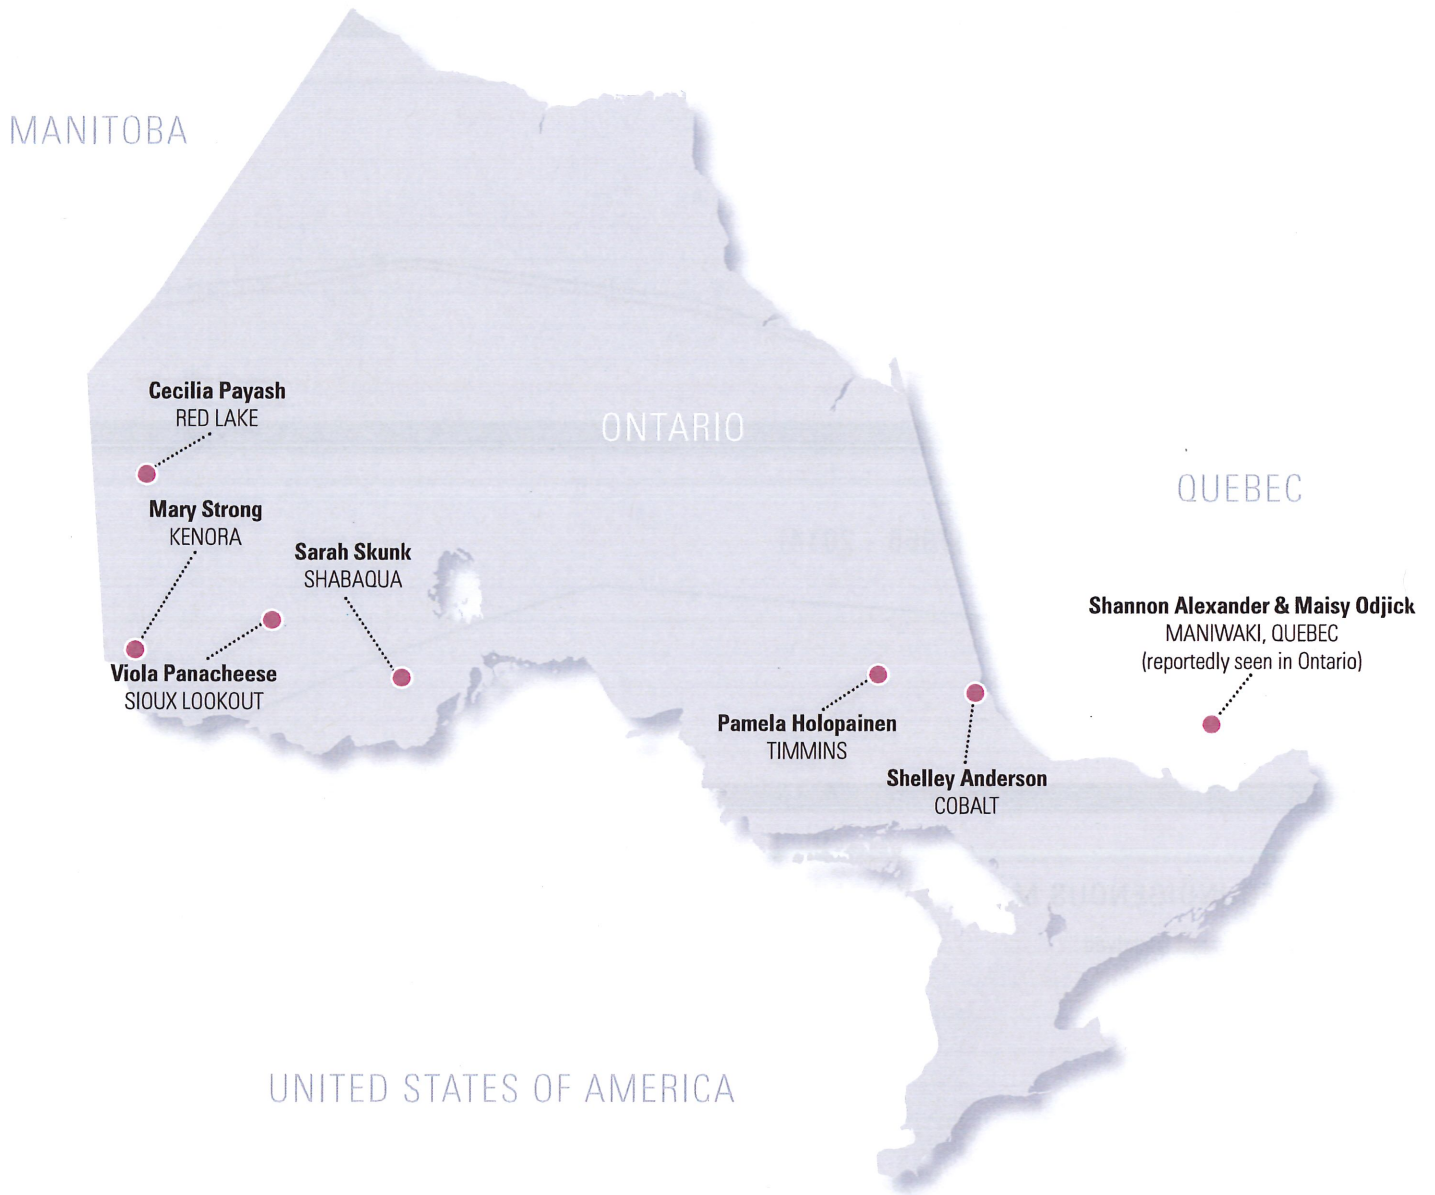 MANITOBA
Cecilia Payash
RED LAKE
ONTARIO
QUEBEC
Mary Strong
KENORA
Sarah Skunk
SHABAQUA
Shannon Alexander & Maisy Odjick
MANIWAKI, QUEBEC
(reportedly seen in Ontario)
Viola Panacheese
SIOUX LOOKOUT
Pamela Holopainen
TIMMINS
Shelley Anderson
COBALT
UNITED STATES OF AMERICA